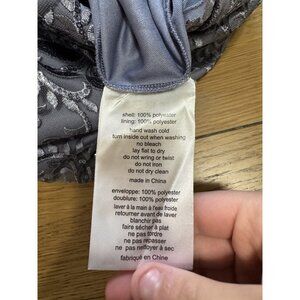 shell: 100% polyester
lining: 100% polyester
hand wash cold
turn inside out when washing
no bleach
lay flat to dry
do not wring or twist
do not iron
do not dry clean
made in China
enveloppe: 100% polyester
doublure: 100% polyester
laver à la main à l'eau froide
retourner avant de laver
blanchir pas
faire sécher à plat
ne pas tordre
ne pas repasser
ne pas nettoyer à sec
fabriqué en Chine